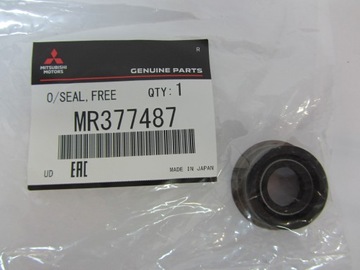 R
MITSUBISHI
MOTORS
GENUINE PARTS
O/SEAL, FREE QTY: 1
MR377487
UD EAC MADE IN JAPAN